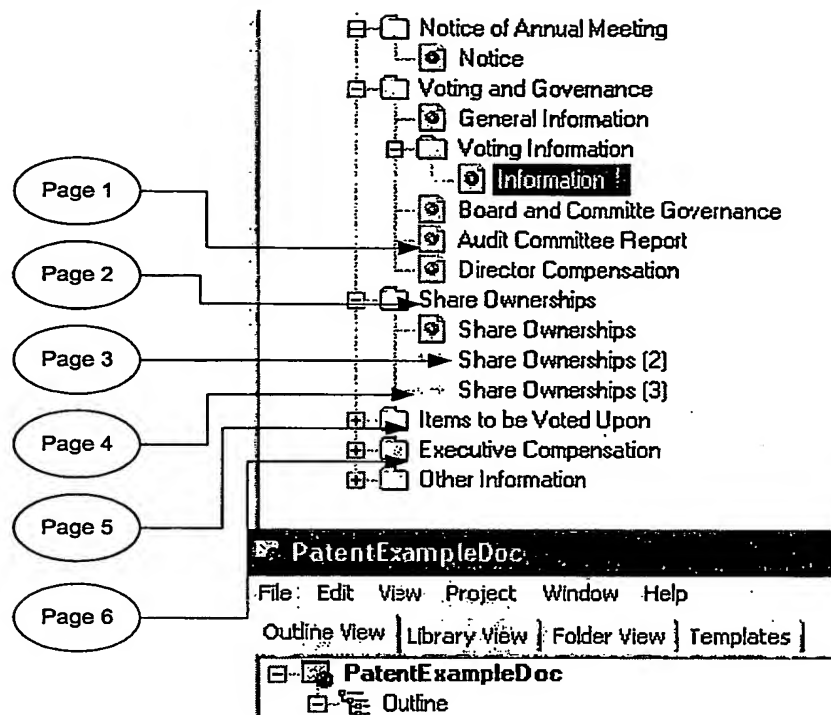 Notice of Annual Meeting
Notice
Voting and Governance
General Information
Voting Information
Information
Board and Committe Governance
Audit Committee Report
Director Compensation
Share Ownerships
Share Ownerships
Share Ownerships (2)
Share Ownerships (3)
Items to be Voted Upon
Executive Compensation
Other Information
Page 1
Page 2
Page 3
Page 4
Page 5
Page 6
PatentExampleDoc
File Edit View Project Window Help
Outline View Library View Folder View Templates
PatentExampleDoc
Outline